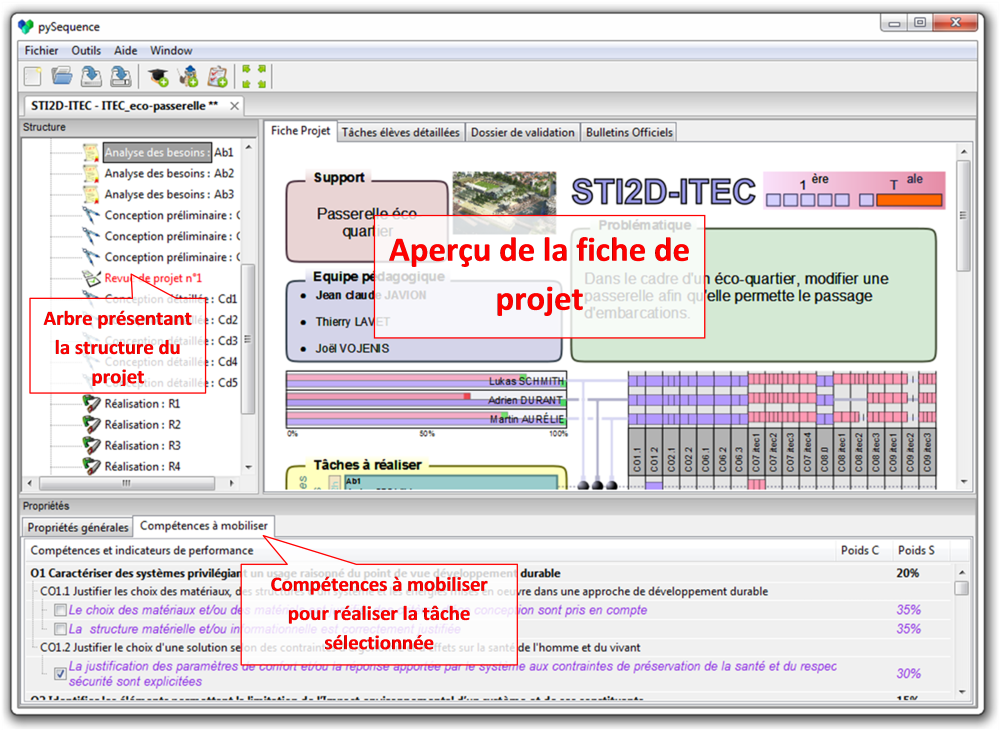 pySequence
Fichier Outils Aide Window
STI2D-ITEC - ITEC_eco-passerelle **
Structure
Analyse des besoins : Ab1
Analyse des besoins : Ab2
Analyse des besoins : Ab3
Conception préliminaire : C
Conception préliminaire : C
Conception préliminaire : C
Revue de projet n°1
Conception détaillée : Cd1
: Cd2
: Cd3
: Cd4
Conception détaillée : Cd5
Arbre présentant
la structure du
projet
Réalisation : R1
Réalisation : R2
Réalisation : R3
Réalisation : R4
Fiche Projet Tâches élèves détaillées Dossier de validation Bulletins Officiels
Support
Passerelle éco
quartier
STI2D-ITEC
1 ère T ale
Equipe pédagogique
Jean claude JAVION
Thierry LAVET
Joël VOJENIS
Problématique
Dans le cadre d'un éco-quartier, modifier une
passerelle afin qu'elle permette le passage
d'embarcations.
Aperçu de la fiche de
projet
Lukas SCHMITH
Adrien DURANT
Martin AURÉLIE
0% 50% 100%
CO1.1 CO1.2 CO2.1 CO2.2 CO6.1 CO6.2 CO6.3 CO7.itec1 CO7.itec2 CO7.itec3 CO7.itec4 CO8.0 CO8.itec1 CO8.itec2 CO8.itec3 CO8.itec4 CO9.itec1 CO9.itec2 CO9.itec3
Tâches à réaliser
Ab1
Propriétés
Propriétés générales Compétences à mobiliser
Compétences et indicateurs de performance Poids C Poids S
O1 Caractériser des systèmes privilégiant un usage raisonné du point de vue développement durable 20%
CO1.1 Justifier les choix des matériaux, des structures d'un système et les énergies mises en oeuvre dans une approche de développement durable
Le choix des matériaux et/ou des matériaux conception sont pris en compte 35%
La structure matérielle et/ou informationnelle est correctement justifiée 35%
CO1.2 Justifier le choix d'une solution selon des contraintes effets sur la santé de l'homme et du vivant
La justification des paramètres de confort et/ou la réponse apportée par le système aux contraintes de préservation de la santé et du respec 30%
sécurité sont explicitées
O2 Identifier les éléments permettant la limitation de l'Impact environnemental d'un système et de ses constituants 15%
Compétences à mobiliser
pour réaliser la tâche
sélectionnée